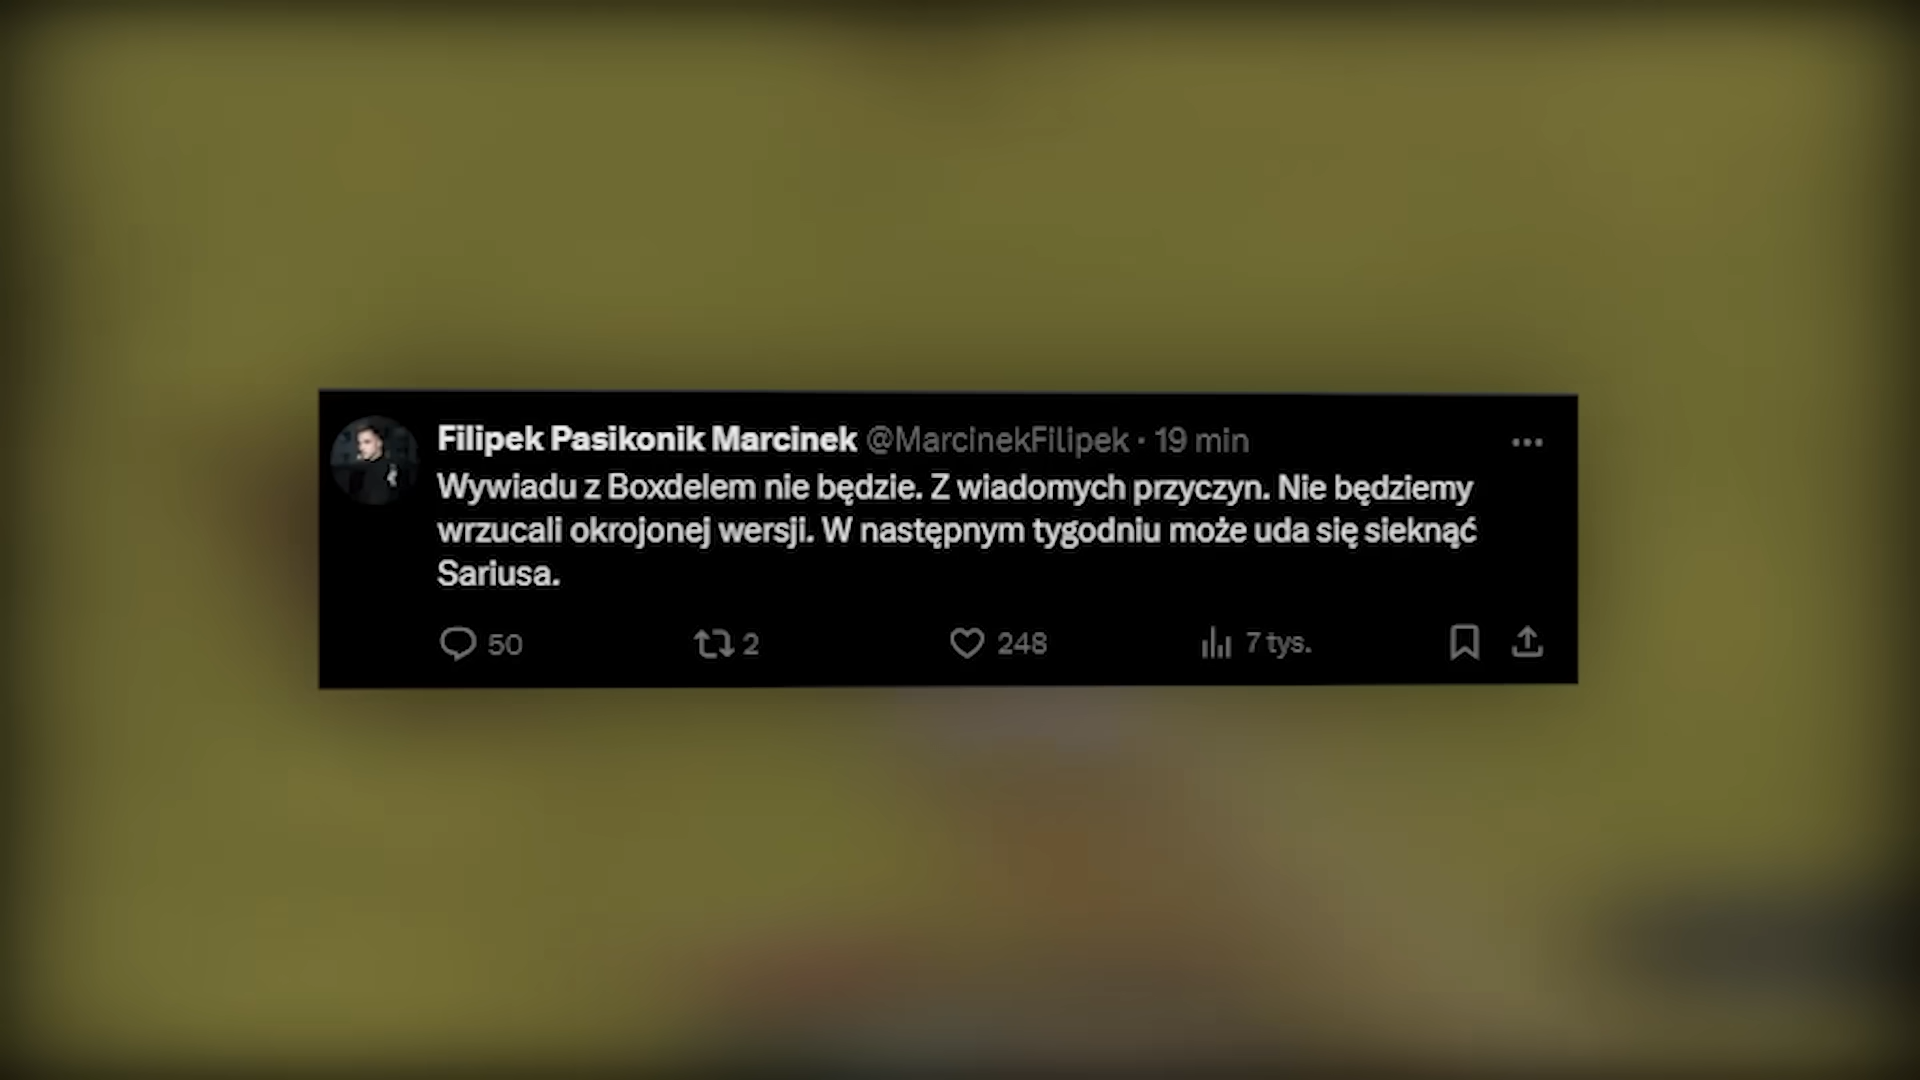 Filipek Pasikonik Marcinek @MarcinekFilipek · 19 min
Wywiadu z Boxdelem nie będzie. Z wiadomych przyczyn. Nie będziemy
wrzucali okrojonej wersji. W następnym tygodniu może uda się sieknąć
Sariusa.
50 2 248 7 tys.